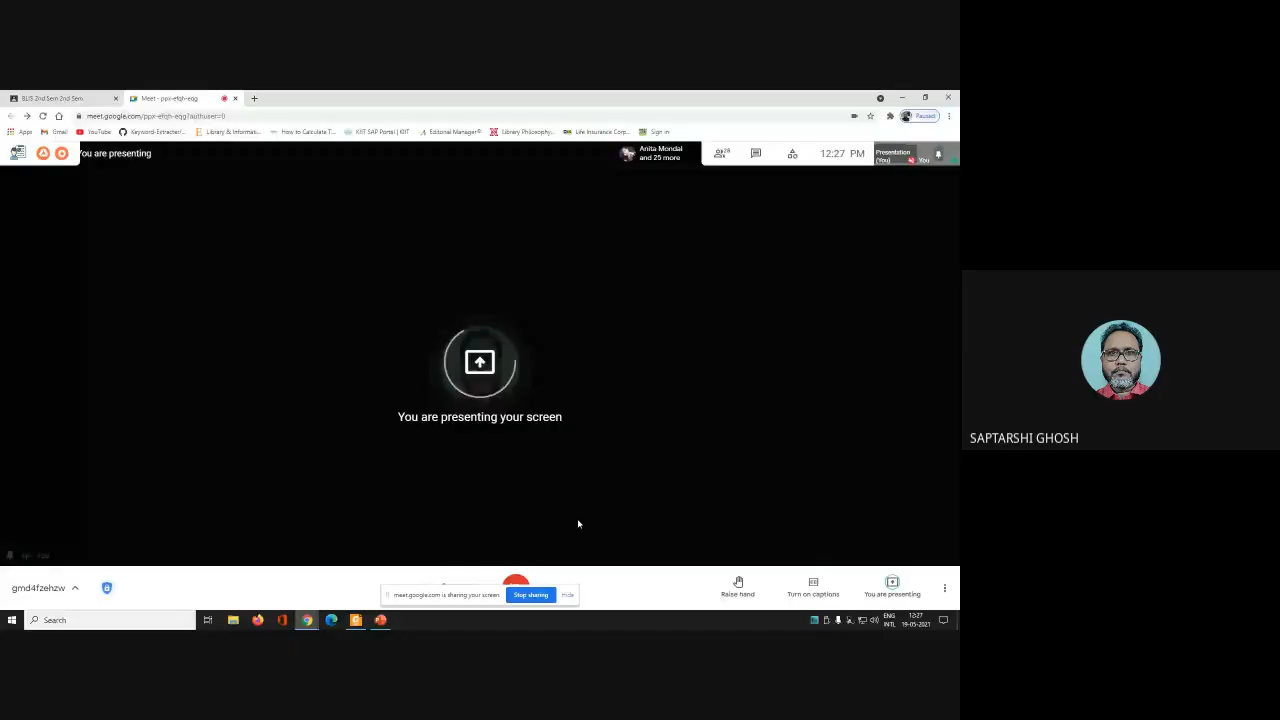 BLIS 2nd Sem 2nd Sem
Meet - ppx-efqh-eqg
meet.google.com/ppx-efqh-eqg?authuser=0
Paused
Apps
Gmail
YouTube
Keyword-Extracter/...
Library & Informati...
How to Calculate T...
KIIT SAP Portal | KIIT
Editorial Manager®
Library Philosophy...
Life Insurance Corp...
Sign in
You are presenting
Anita Mondal
and 25 more
28
12:27 PM
Presentation
(You)
You
You are presenting your screen
SAPTARSHI GHOSH
gmd4fzehzw
meet.google.com is sharing your screen.
Stop sharing
Hide
Raise hand
Turn on captions
You are presenting
Search
ENG
INTL
12:27
19-05-2021